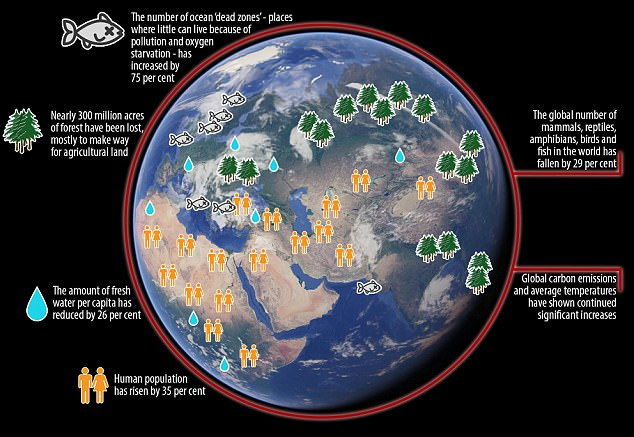 The number of ocean 'dead zones' - places
where little can live because of
pollution and oxygen
starvation - has
increased by
75 per cent
Nearly 300 million acres
of forest have been lost,
mostly to make way
for agricultural land
The global number of
mammals, reptiles,
amphibians, birds and
fish in the world has
fallen by 29 per cent
The amount of fresh
water per capita has
reduced by 26 per cent
Global carbon emissions
and average temperatures
have shown continued
significant increases
Human population
has risen by 35 per cent